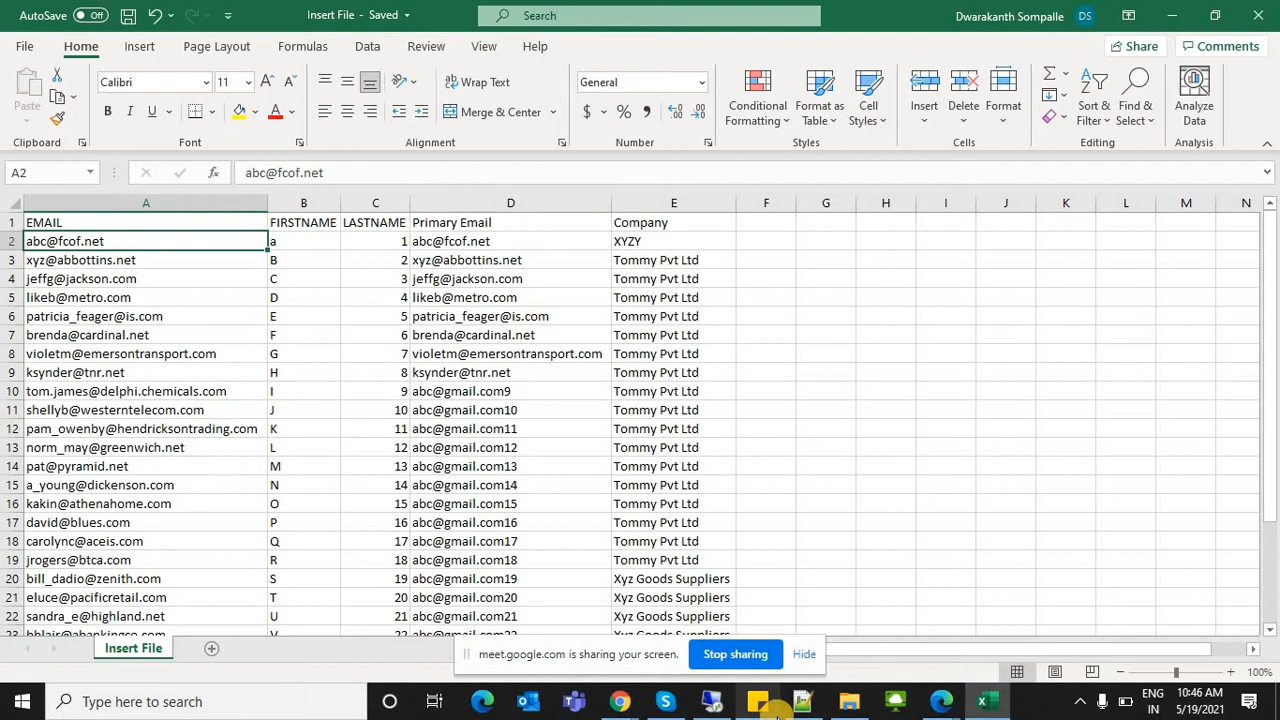 AutoSave Off Insert File - Saved Search Dwarakanth Sompalle DS
File Home Insert Page Layout Formulas Data Review View Help Share Comments
Calibri 11 Wrap Text General
Paste Merge & Center Conditional Formatting Format as Table Cell Styles Insert Delete Format Sort & Filter Find & Select Analyze Data
Clipboard Font Alignment Number Styles Cells Editing Analysis
A2 fx abc@fcof.net
A B C D E F G H I J K L M N
1 EMAIL FIRSTNAME LASTNAME Primary Email Company
2 abc@fcof.net a 1 abc@fcof.net XYZY
3 xyz@abbottins.net B 2 xyz@abbottins.net Tommy Pvt Ltd
4 jeffg@jackson.com C 3 jeffg@jackson.com Tommy Pvt Ltd
5 likeb@metro.com D 4 likeb@metro.com Tommy Pvt Ltd
6 patricia_feager@is.com E 5 patricia_feager@is.com Tommy Pvt Ltd
7 brenda@cardinal.net F 6 brenda@cardinal.net Tommy Pvt Ltd
8 violetm@emersontransport.com G 7 violetm@emersontransport.com Tommy Pvt Ltd
9 ksynder@tnr.net H 8 ksynder@tnr.net Tommy Pvt Ltd
10 tom.james@delphi.chemicals.com I 9 abc@gmail.com9 Tommy Pvt Ltd
11 shellyb@westerntelecom.com J 10 abc@gmail.com10 Tommy Pvt Ltd
12 pam_owenby@hendricksontrading.com K 11 abc@gmail.com11 Tommy Pvt Ltd
13 norm_may@greenwich.net L 12 abc@gmail.com12 Tommy Pvt Ltd
14 pat@pyramid.net M 13 abc@gmail.com13 Tommy Pvt Ltd
15 a_young@dickenson.com N 14 abc@gmail.com14 Tommy Pvt Ltd
16 kakin@athenahome.com O 15 abc@gmail.com15 Tommy Pvt Ltd
17 david@blues.com P 16 abc@gmail.com16 Tommy Pvt Ltd
18 carolync@aceis.com Q 17 abc@gmail.com17 Tommy Pvt Ltd
19 jrogers@btca.com R 18 abc@gmail.com18 Tommy Pvt Ltd
20 bill_dadio@zenith.com S 19 abc@gmail.com19 Xyz Goods Suppliers
21 eluce@pacificretail.com T 20 abc@gmail.com20 Xyz Goods Suppliers
22 sandra_e@highland.net U 21 abc@gmail.com21 Xyz Goods Suppliers
Insert File
meet.google.com is sharing your screen. Stop sharing Hide
100%
Type here to search ENG IN 10:46 AM 5/19/2021